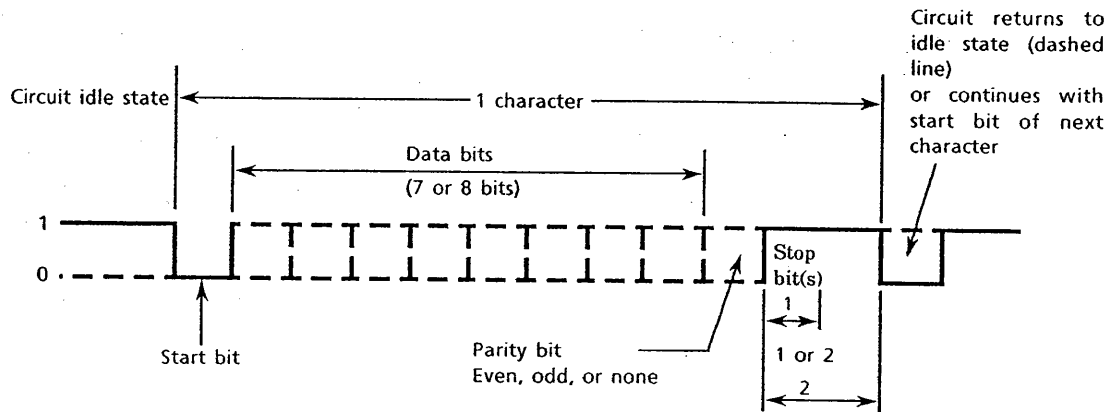 Circuit returns to
idle state (dashed
line)
or continues with
start bit of next
character
Circuit idle state
1 character
Data bits
(7 or 8 bits)
1
0
Stop
bit(s)
1
1 or 2
2
Start bit
Parity bit
Even, odd, or none